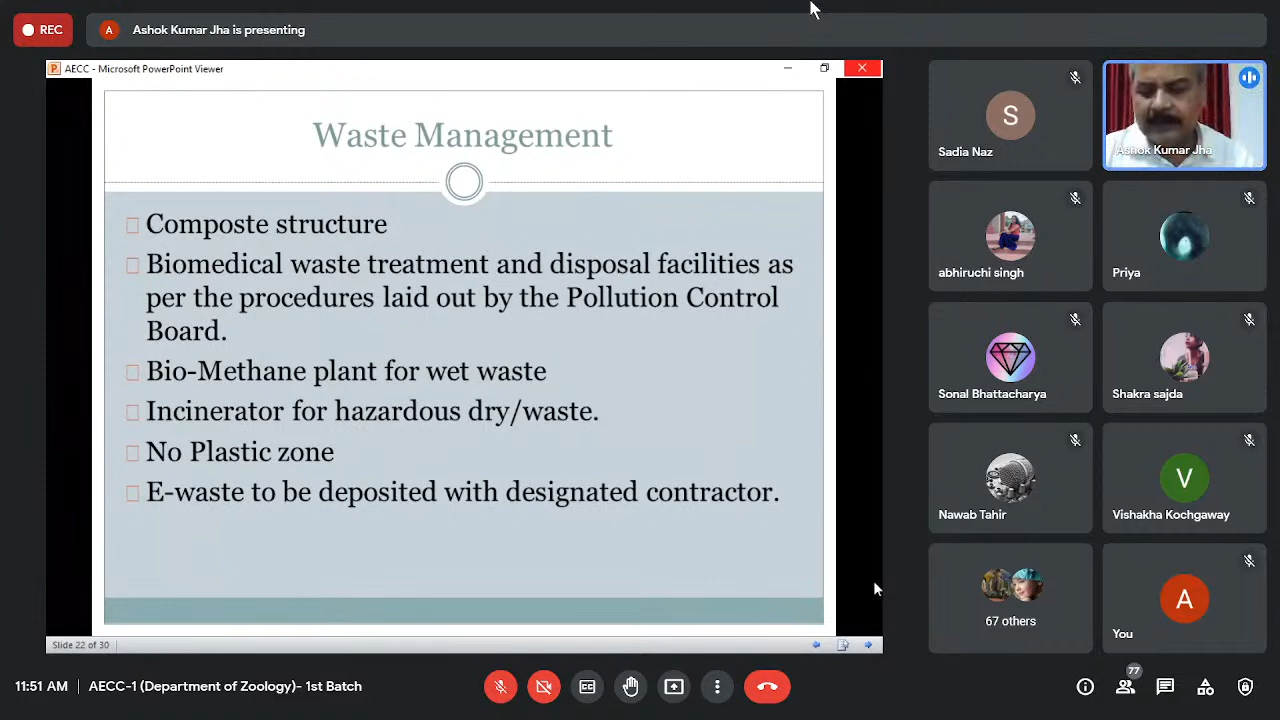 REC
A
Ashok Kumar Jha is presenting
AECC - Microsoft PowerPoint Viewer
Waste Management
Composte structure
Biomedical waste treatment and disposal facilities as
per the procedures laid out by the Pollution Control
Board.
Bio-Methane plant for wet waste
Incinerator for hazardous dry/waste.
No Plastic zone
E-waste to be deposited with designated contractor.
Slide 22 of 30
S
Sadia Naz
Ashok Kumar Jha
abhiruchi singh
Priya
Sonal Bhattacharya
Shakra sajda
Nawab Tahir
V
Vishakha Kochgaway
67 others
A
You
11:51 AM
AECC-1 (Department of Zoology)- 1st Batch
77